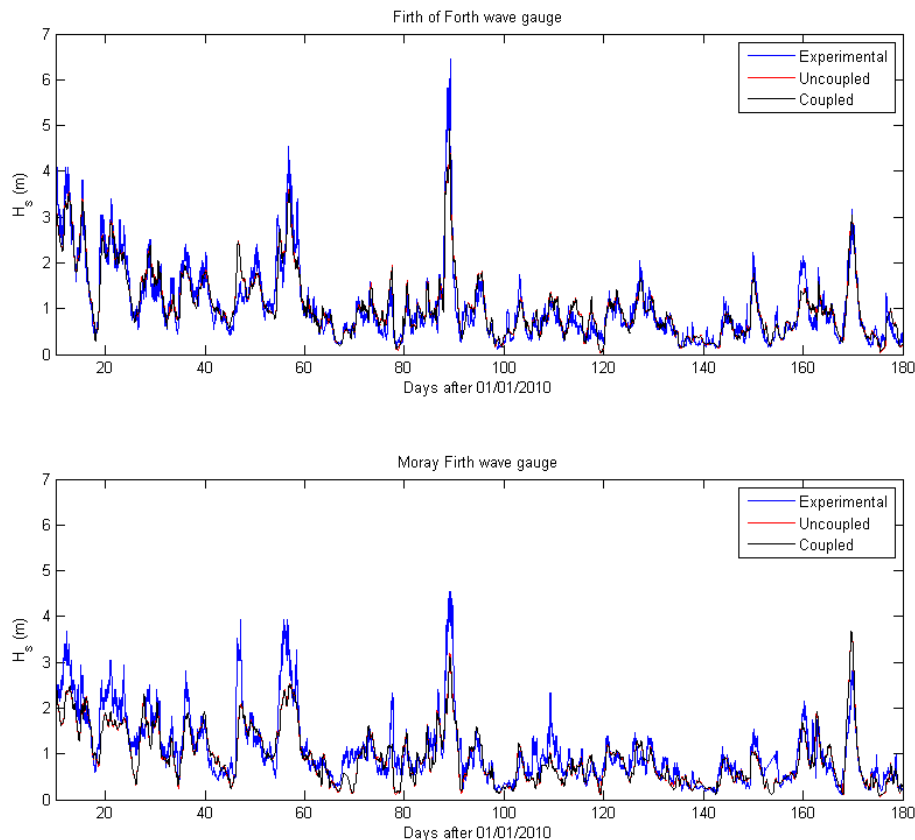 Firth of Forth wave gauge
7
6
5
4
3
2
1
0
H_s (m)
Experimental
Uncoupled
Coupled
20 40 60 80 100 120 140 160 180
Days after 01/01/2010
Moray Firth wave gauge
7
6
5
4
3
2
1
0
H_s (m)
Experimental
Uncoupled
Coupled
20 40 60 80 100 120 140 160 180
Days after 01/01/2010